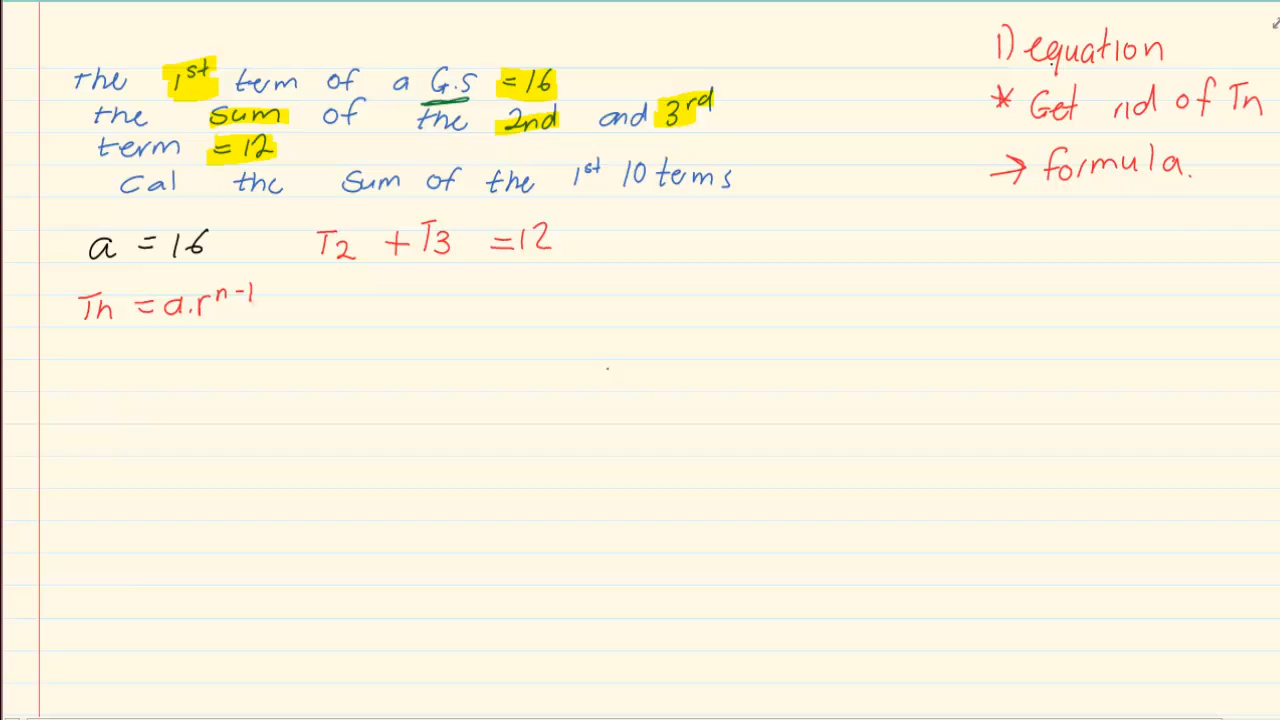 The 1st term of a G.S = 16
the sum of the 2nd and 3rd
term = 12
Cal the sum of the 1st 10 terms
a = 16 T2 + T3 = 12
Tn = a.r^n-1
1) equation
* Get rid of Tn
→ formula.